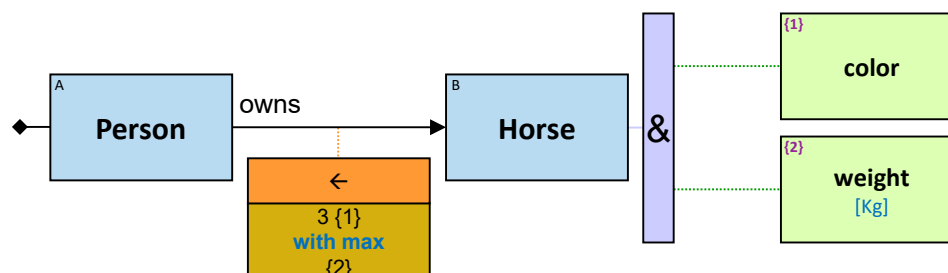 A
Person
owns
B
Horse
&
{1}
color
{2}
weight
[Kg]
←
3 {1}
with max
{2}